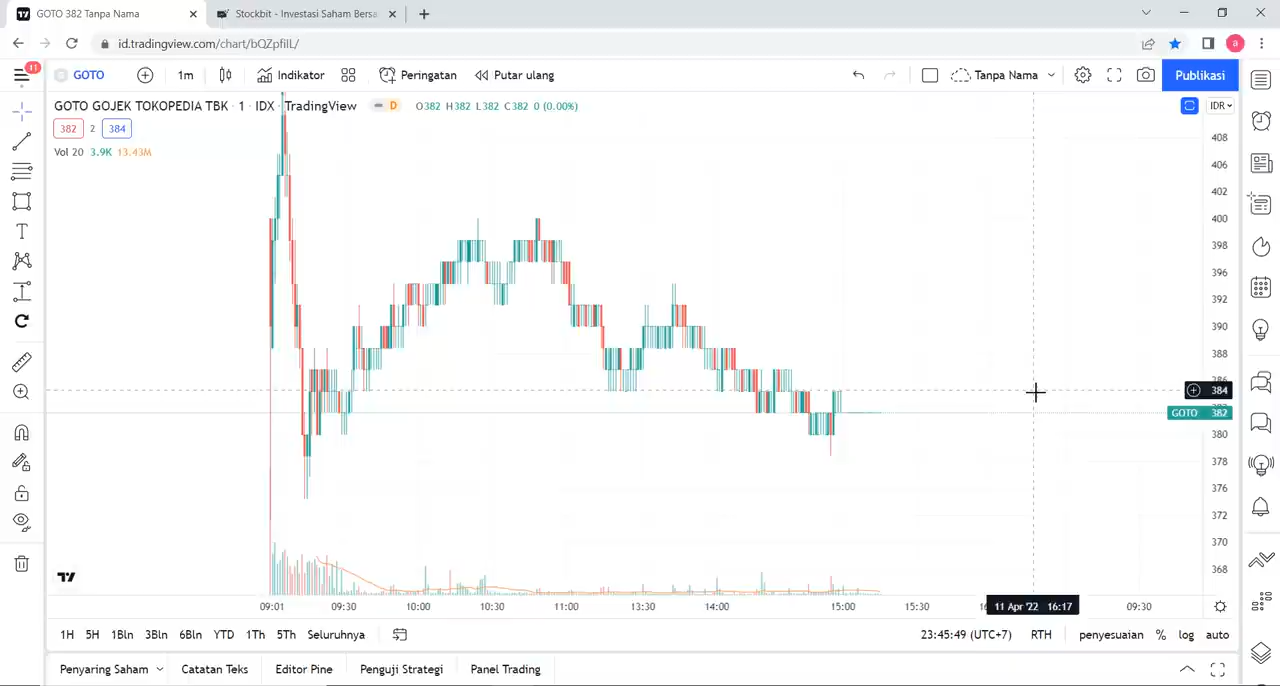 GOTO 382 Tanpa Nama
Stockbit - Investasi Saham Bersa
id.tradingview.com/chart/bQZpfilL/
a
11
GOTO
1m
Indikator
Peringatan
Putar ulang
Tanpa Nama
Publikasi
GOTO GOJEK TOKOPEDIA TBK · 1 · IDX · TradingView
D
O382 H382 L382 C382 0 (0.00%)
IDR
382 2 384
Vol 20 3.9K 13.43M
408
406
402
400
398
396
392
390
388
386
384
GOTO 382
380
378
376
372
370
368
09:01 09:30 10:00 10:30 11:00 13:30 14:00 15:00 15:30 11 Apr '22 16:17 09:30
1H 5H 1Bln 3Bln 6Bln YTD 1Th 5Th Seluruhnya
23:45:49 (UTC+7) RTH penyesuaian % log auto
Penyaring Saham Catatan Teks Editor Pine Penguji Strategi Panel Trading